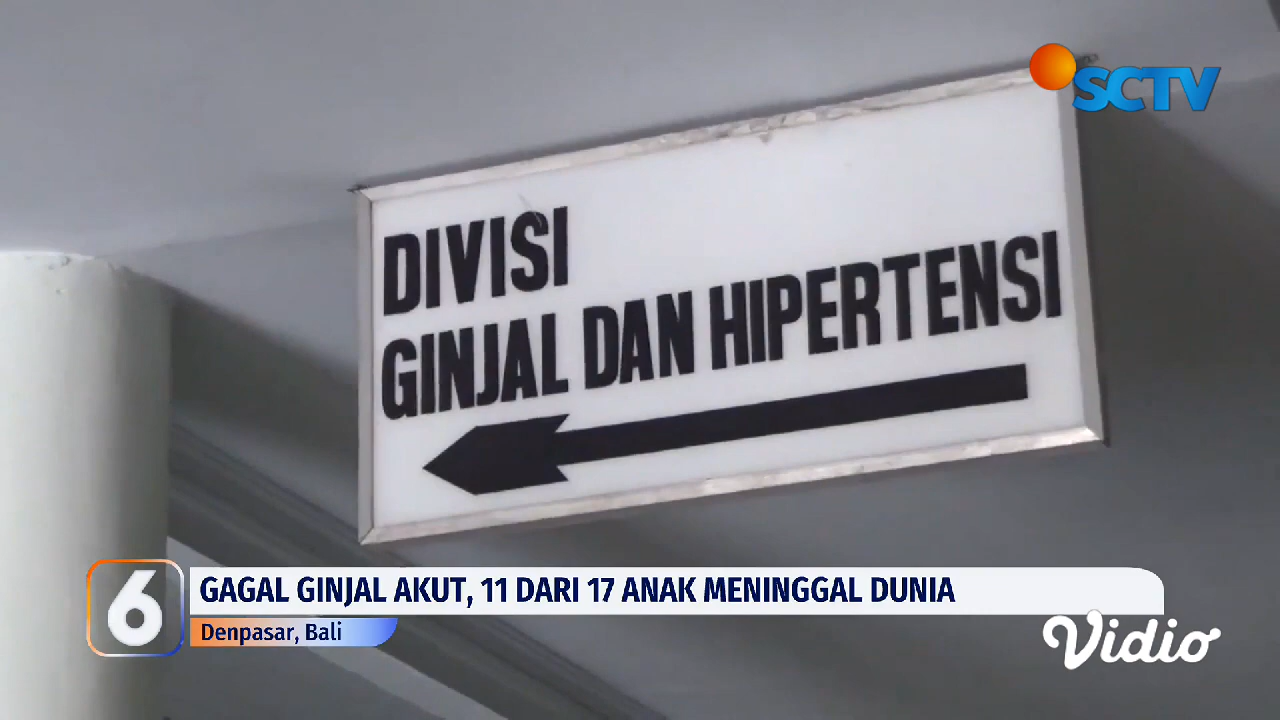 SCTV
DIVISI
GINJAL DAN HIPERTENSI
6
GAGAL GINJAL AKUT, 11 DARI 17 ANAK MENINGGAL DUNIA
Denpasar, Bali
Vidio